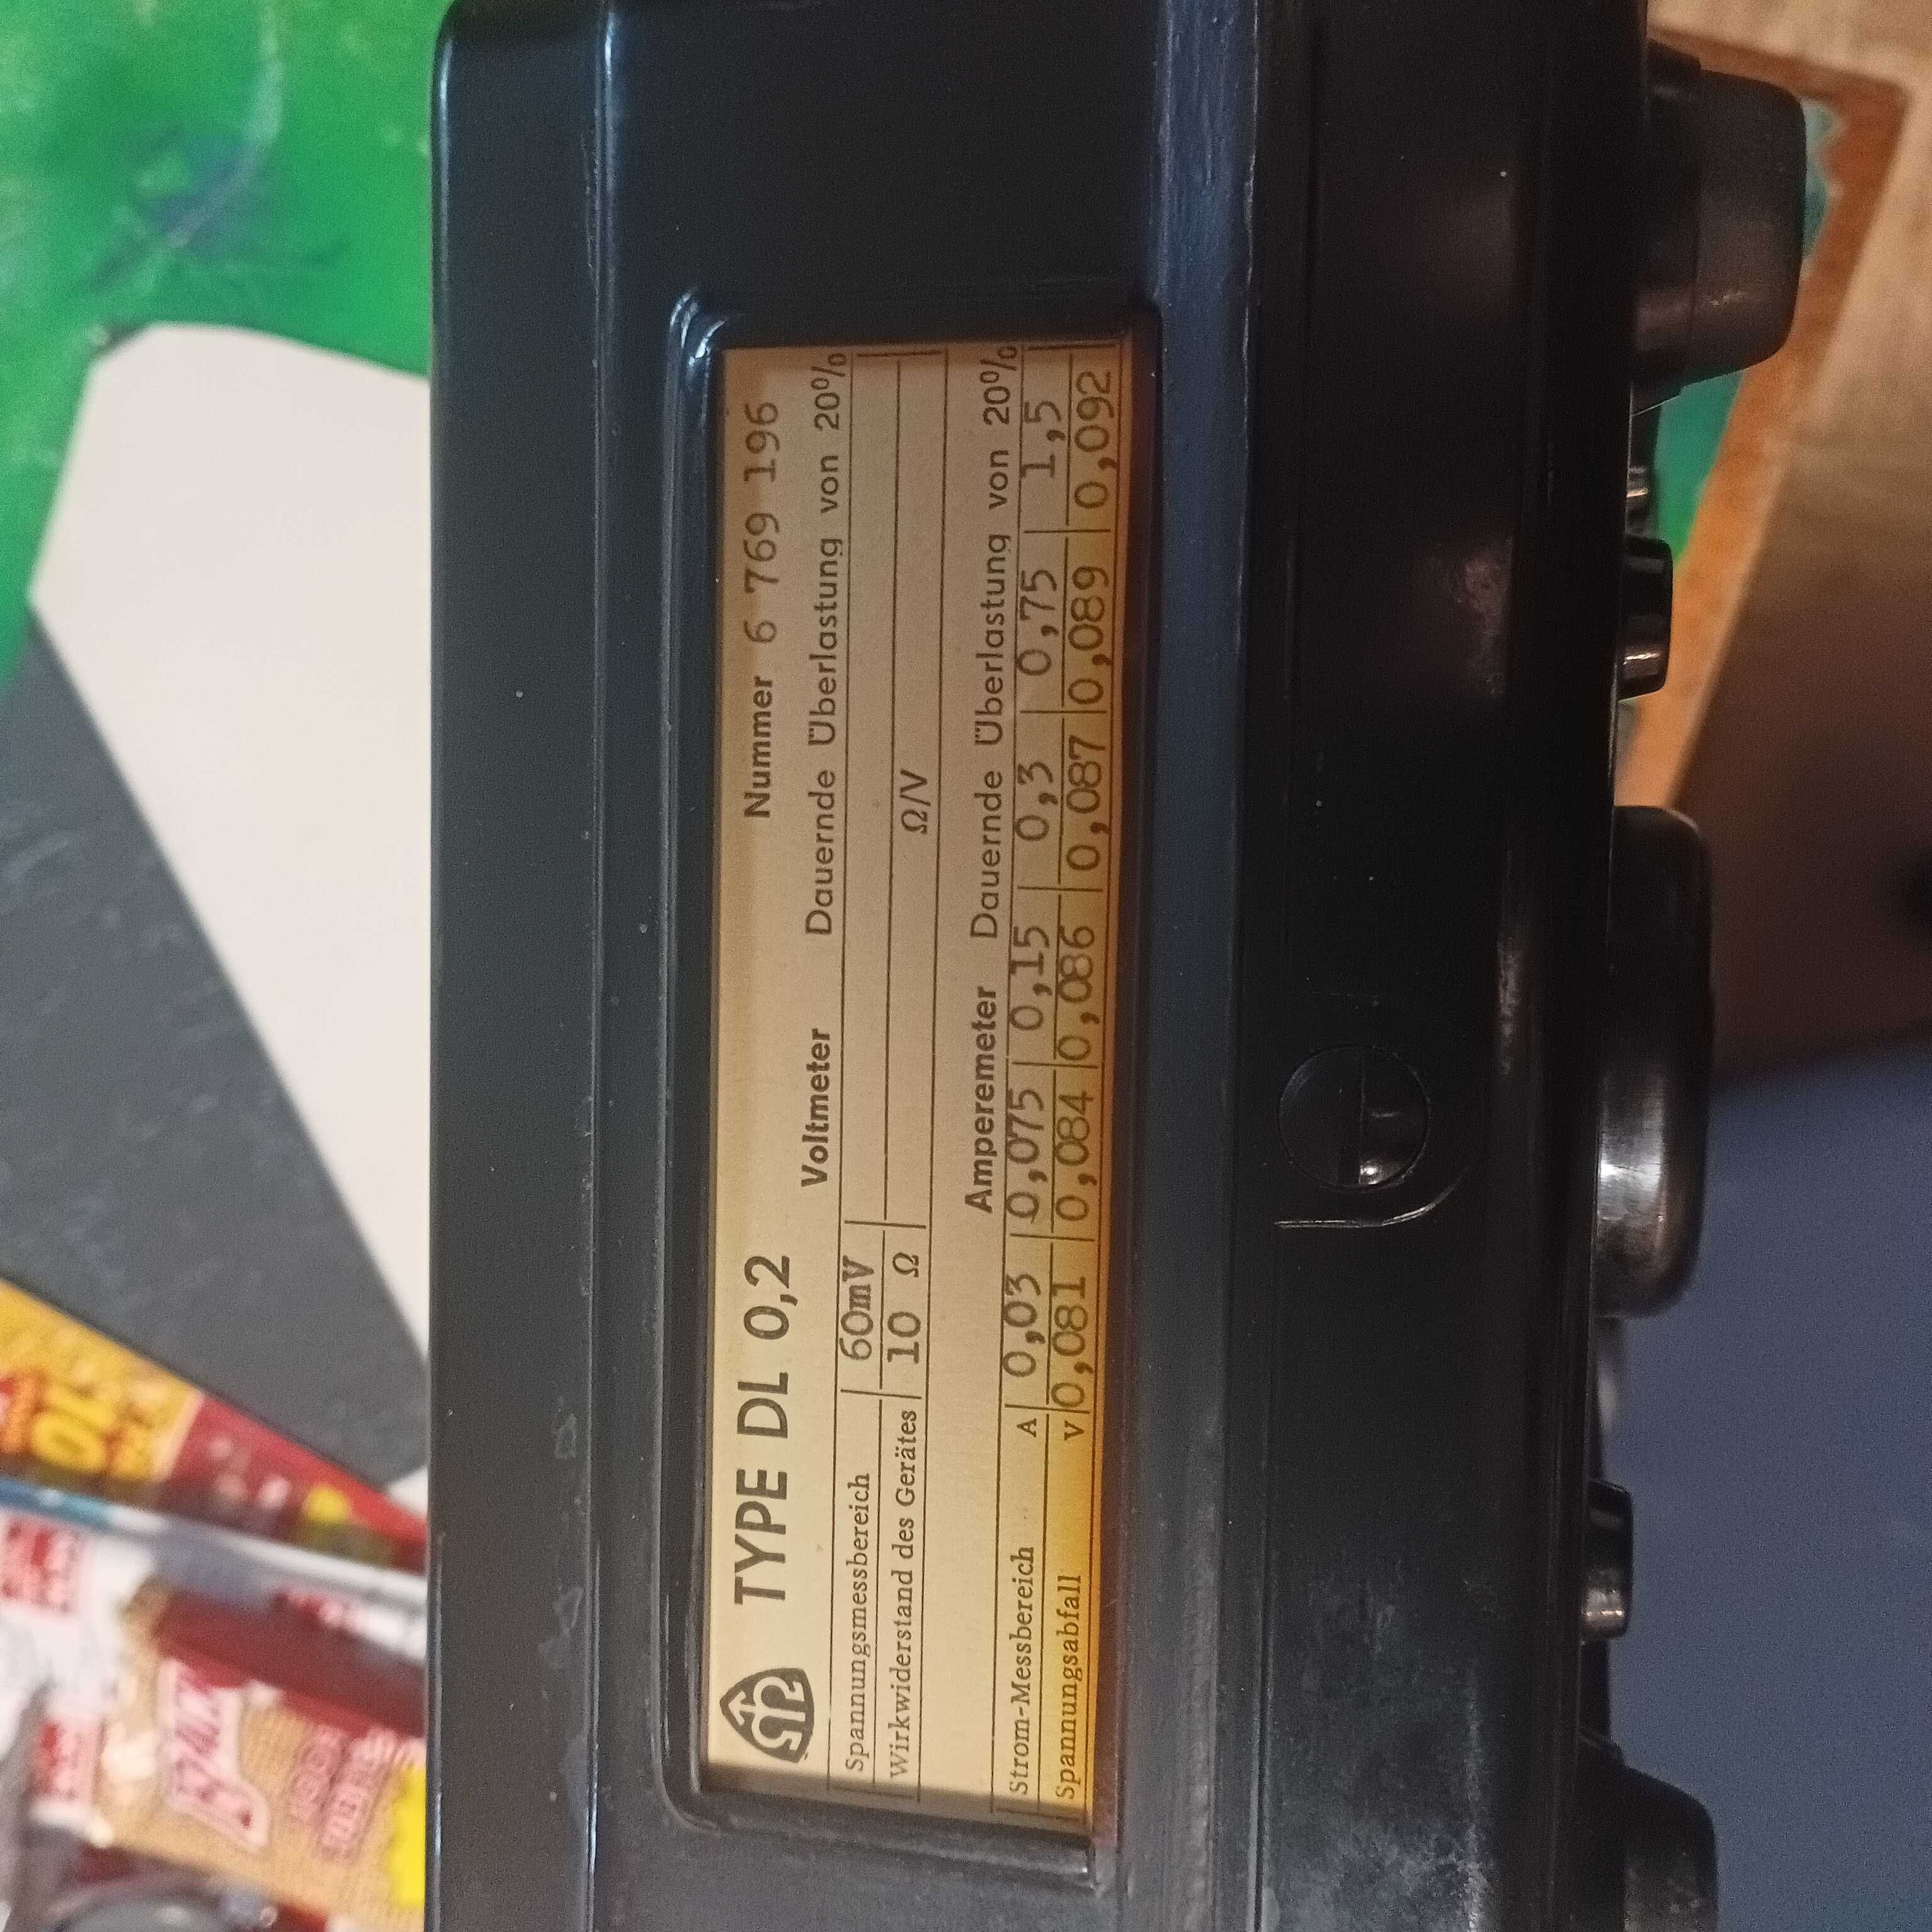 TYPE DL 0,2 Nummer 6 769 196
Voltmeter Dauernde Überlastung von 20%
Spannungsmessbereich 60mV
Wirkwiderstand des Gerätes 10 Ω Ω/V
Amperemeter Dauernde Überlastung von 20%
Strom-Messbereich A 0,03 0,075 0,15 0,3 0,75 1,5
Spannungsabfall V 0,081 0,084 0,086 0,087 0,089 0,092